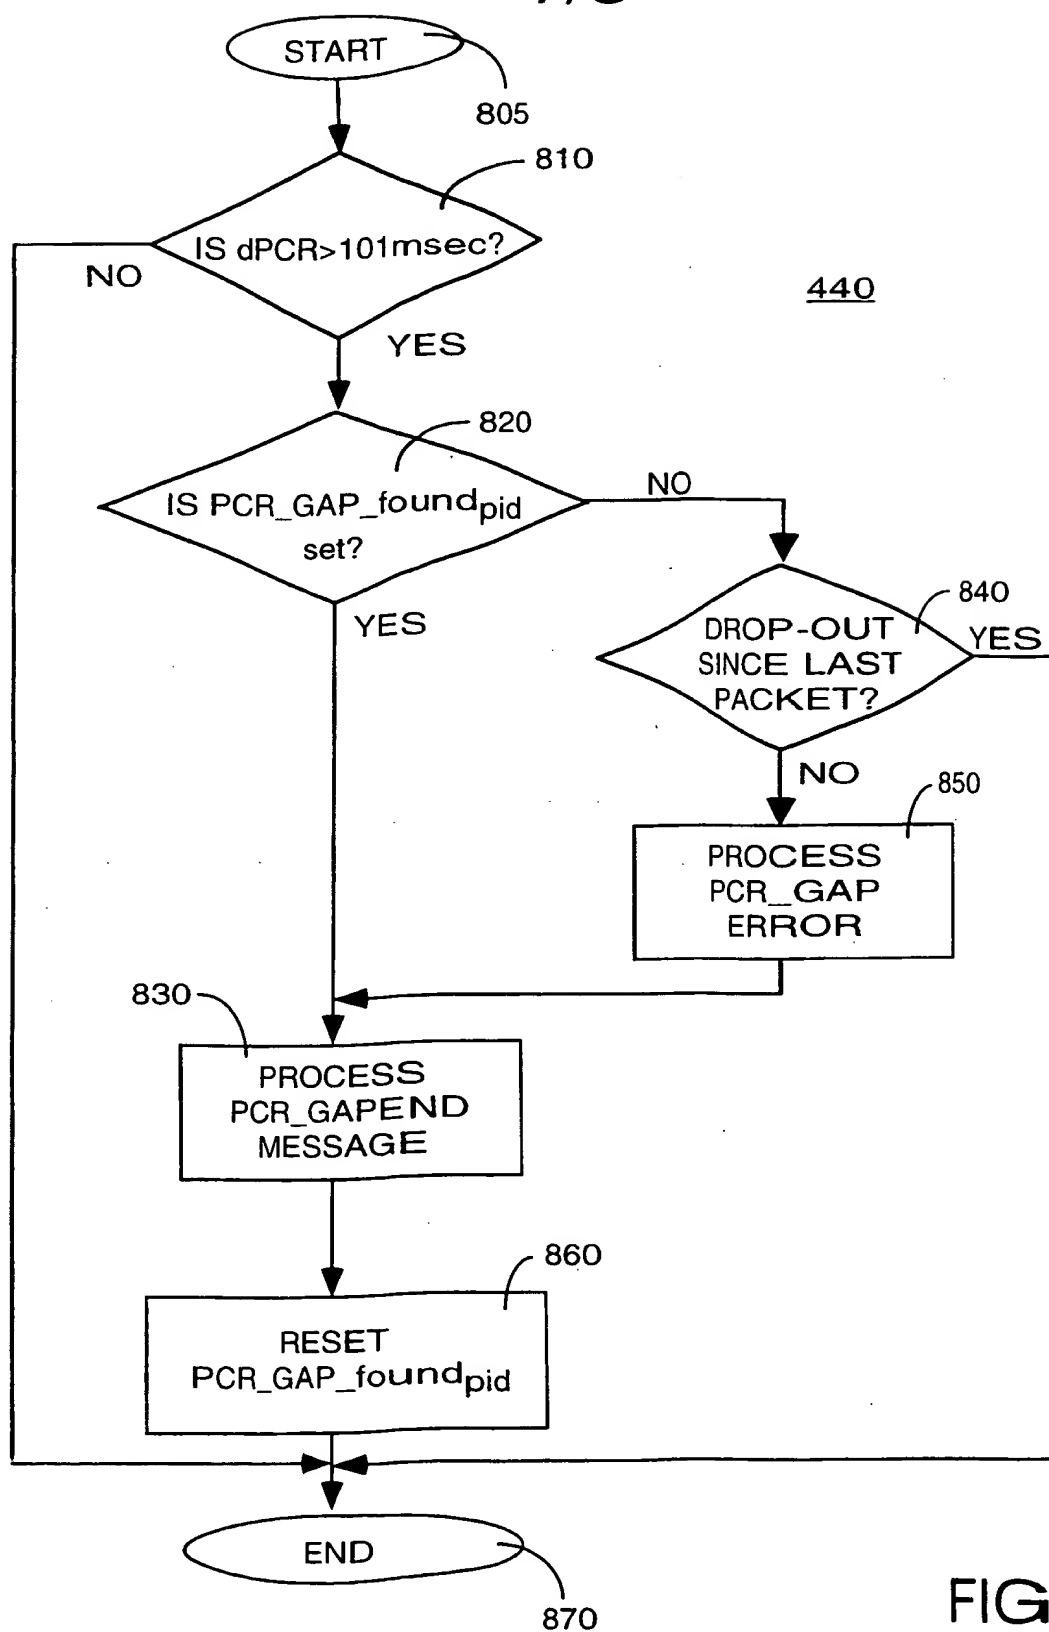 START
805
810
IS dPCR>101msec?
NO
440
YES
820
IS PCR_GAP_foundpid
set?
NO
YES
840
DROP-OUT
SINCE LAST
PACKET?
YES
NO
850
PROCESS
PCR_GAP
ERROR
830
PROCESS
PCR_GAPEND
MESSAGE
860
RESET
PCR_GAP_foundpid
END
870
FIG